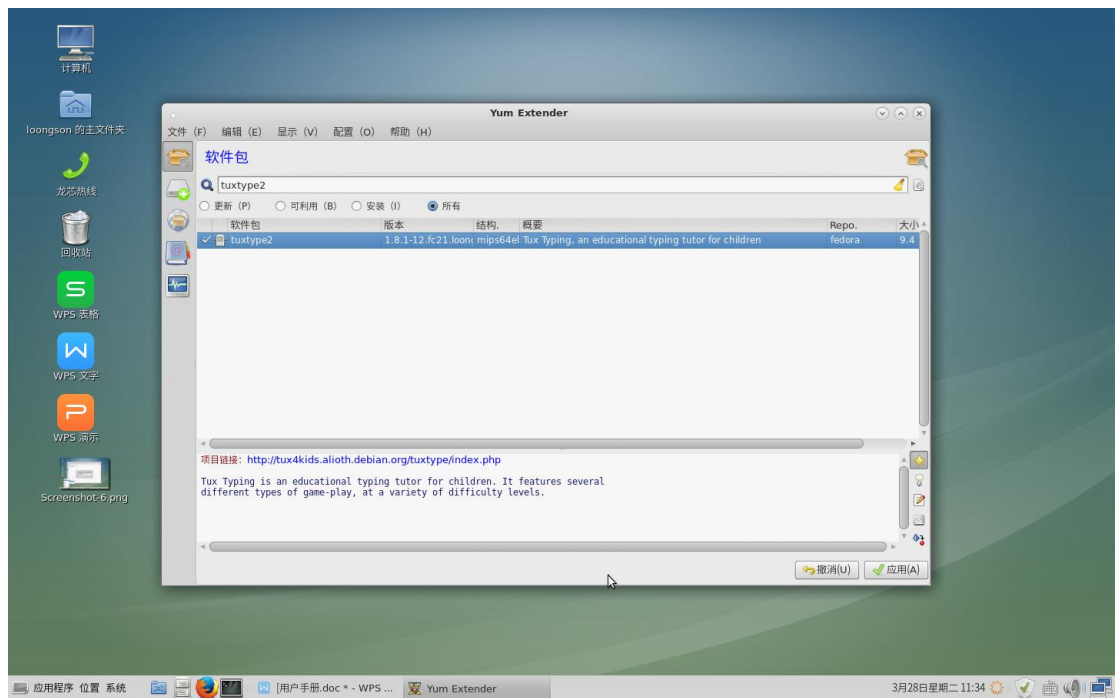 计算机
loongson 的主文件夹
龙芯热线
回收站
WPS 表格
WPS 文字
WPS 演示
Screenshot-6.png
Yum Extender
文件 (F) 编辑 (E) 显示 (V) 配置 (O) 帮助 (H)
软件包
tuxtype2
更新 (P) 可利用 (B) 安装 (I) 所有
软件包 版本 结构. 概要 Repo. 大小
tuxtype2 1.8.1-12.fc21.loong mips64el Tux Typing, an educational typing tutor for children fedora 9.4
项目链接: http://tux4kids.alioth.debian.org/tuxtype/index.php
Tux Typing is an educational typing tutor for children. It features several
different types of game-play, at a variety of difficulty levels.
撤消(U) 应用(A)
应用程序 位置 系统 [用户手册.doc * - WPS ... Yum Extender 3月28日星期二 11:34